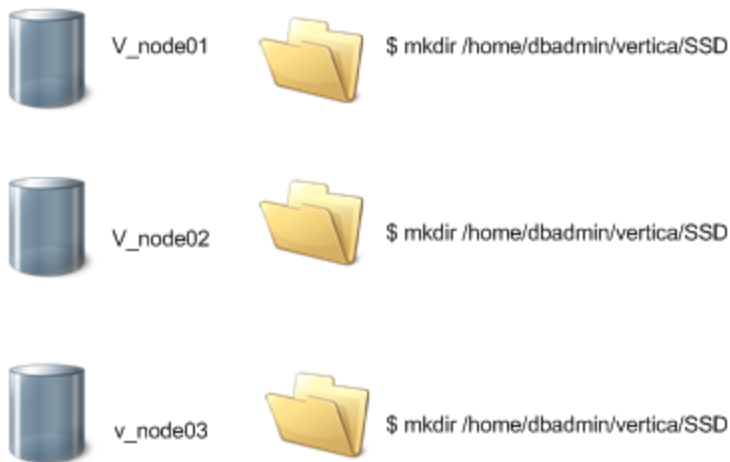 V_node01 $ mkdir /home/dbadmin/vertica/SSD
V_node02 $ mkdir /home/dbadmin/vertica/SSD
v_node03 $ mkdir /home/dbadmin/vertica/SSD